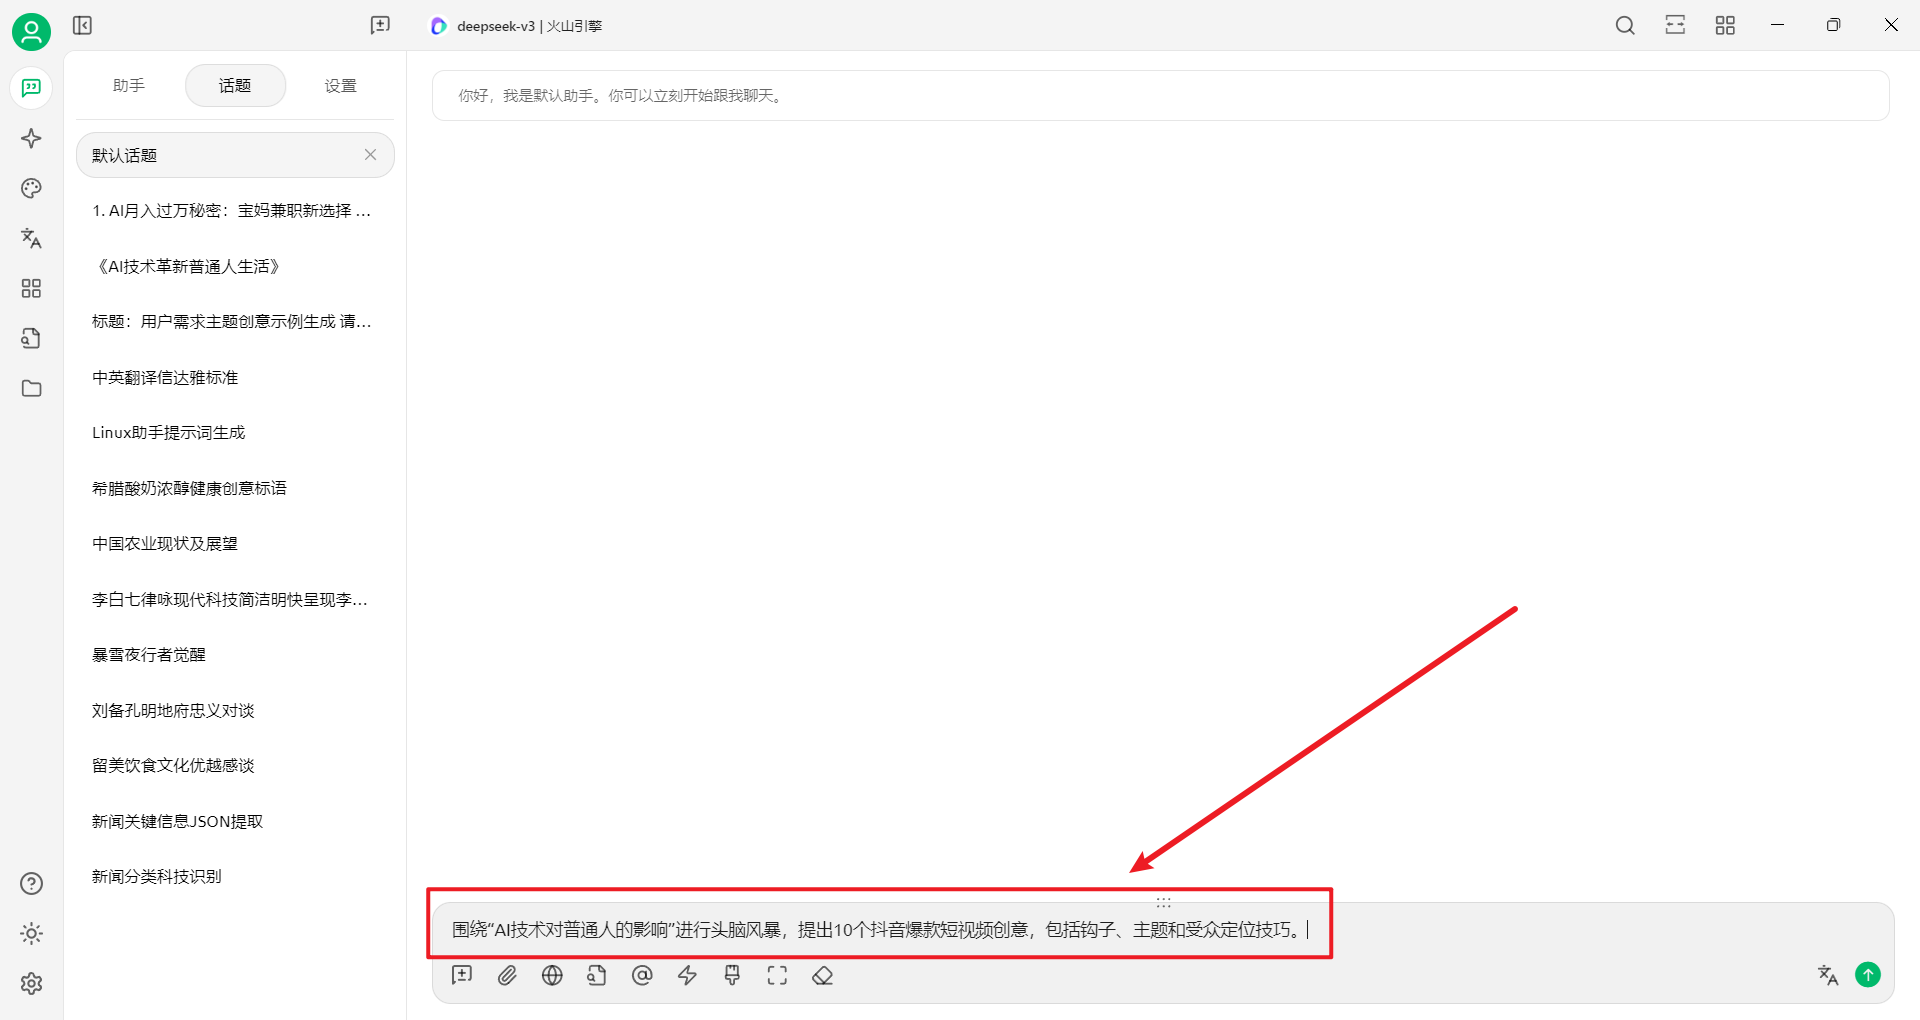 deepseek-v3 | 火山引擎
助手
话题
设置
默认话题
1. AI月入过万秘密：宝妈兼职新选择 ...
《AI技术革新普通人生活》
标题：用户需求主题创意示例生成 请...
中英翻译信达雅标准
Linux助手提示词生成
希腊酸奶浓醇健康创意标语
中国农业现状及展望
李白七律咏现代科技简洁明快呈现李...
暴雪夜行者觉醒
刘备孔明地府忠义对谈
留美饮食文化优越感谈
新闻关键信息JSON提取
新闻分类科技识别
你好，我是默认助手。你可以立刻开始跟我聊天。
围绕“AI技术对普通人的影响”进行头脑风暴，提出10个抖音爆款短视频创意，包括钩子、主题和受众定位技巧。